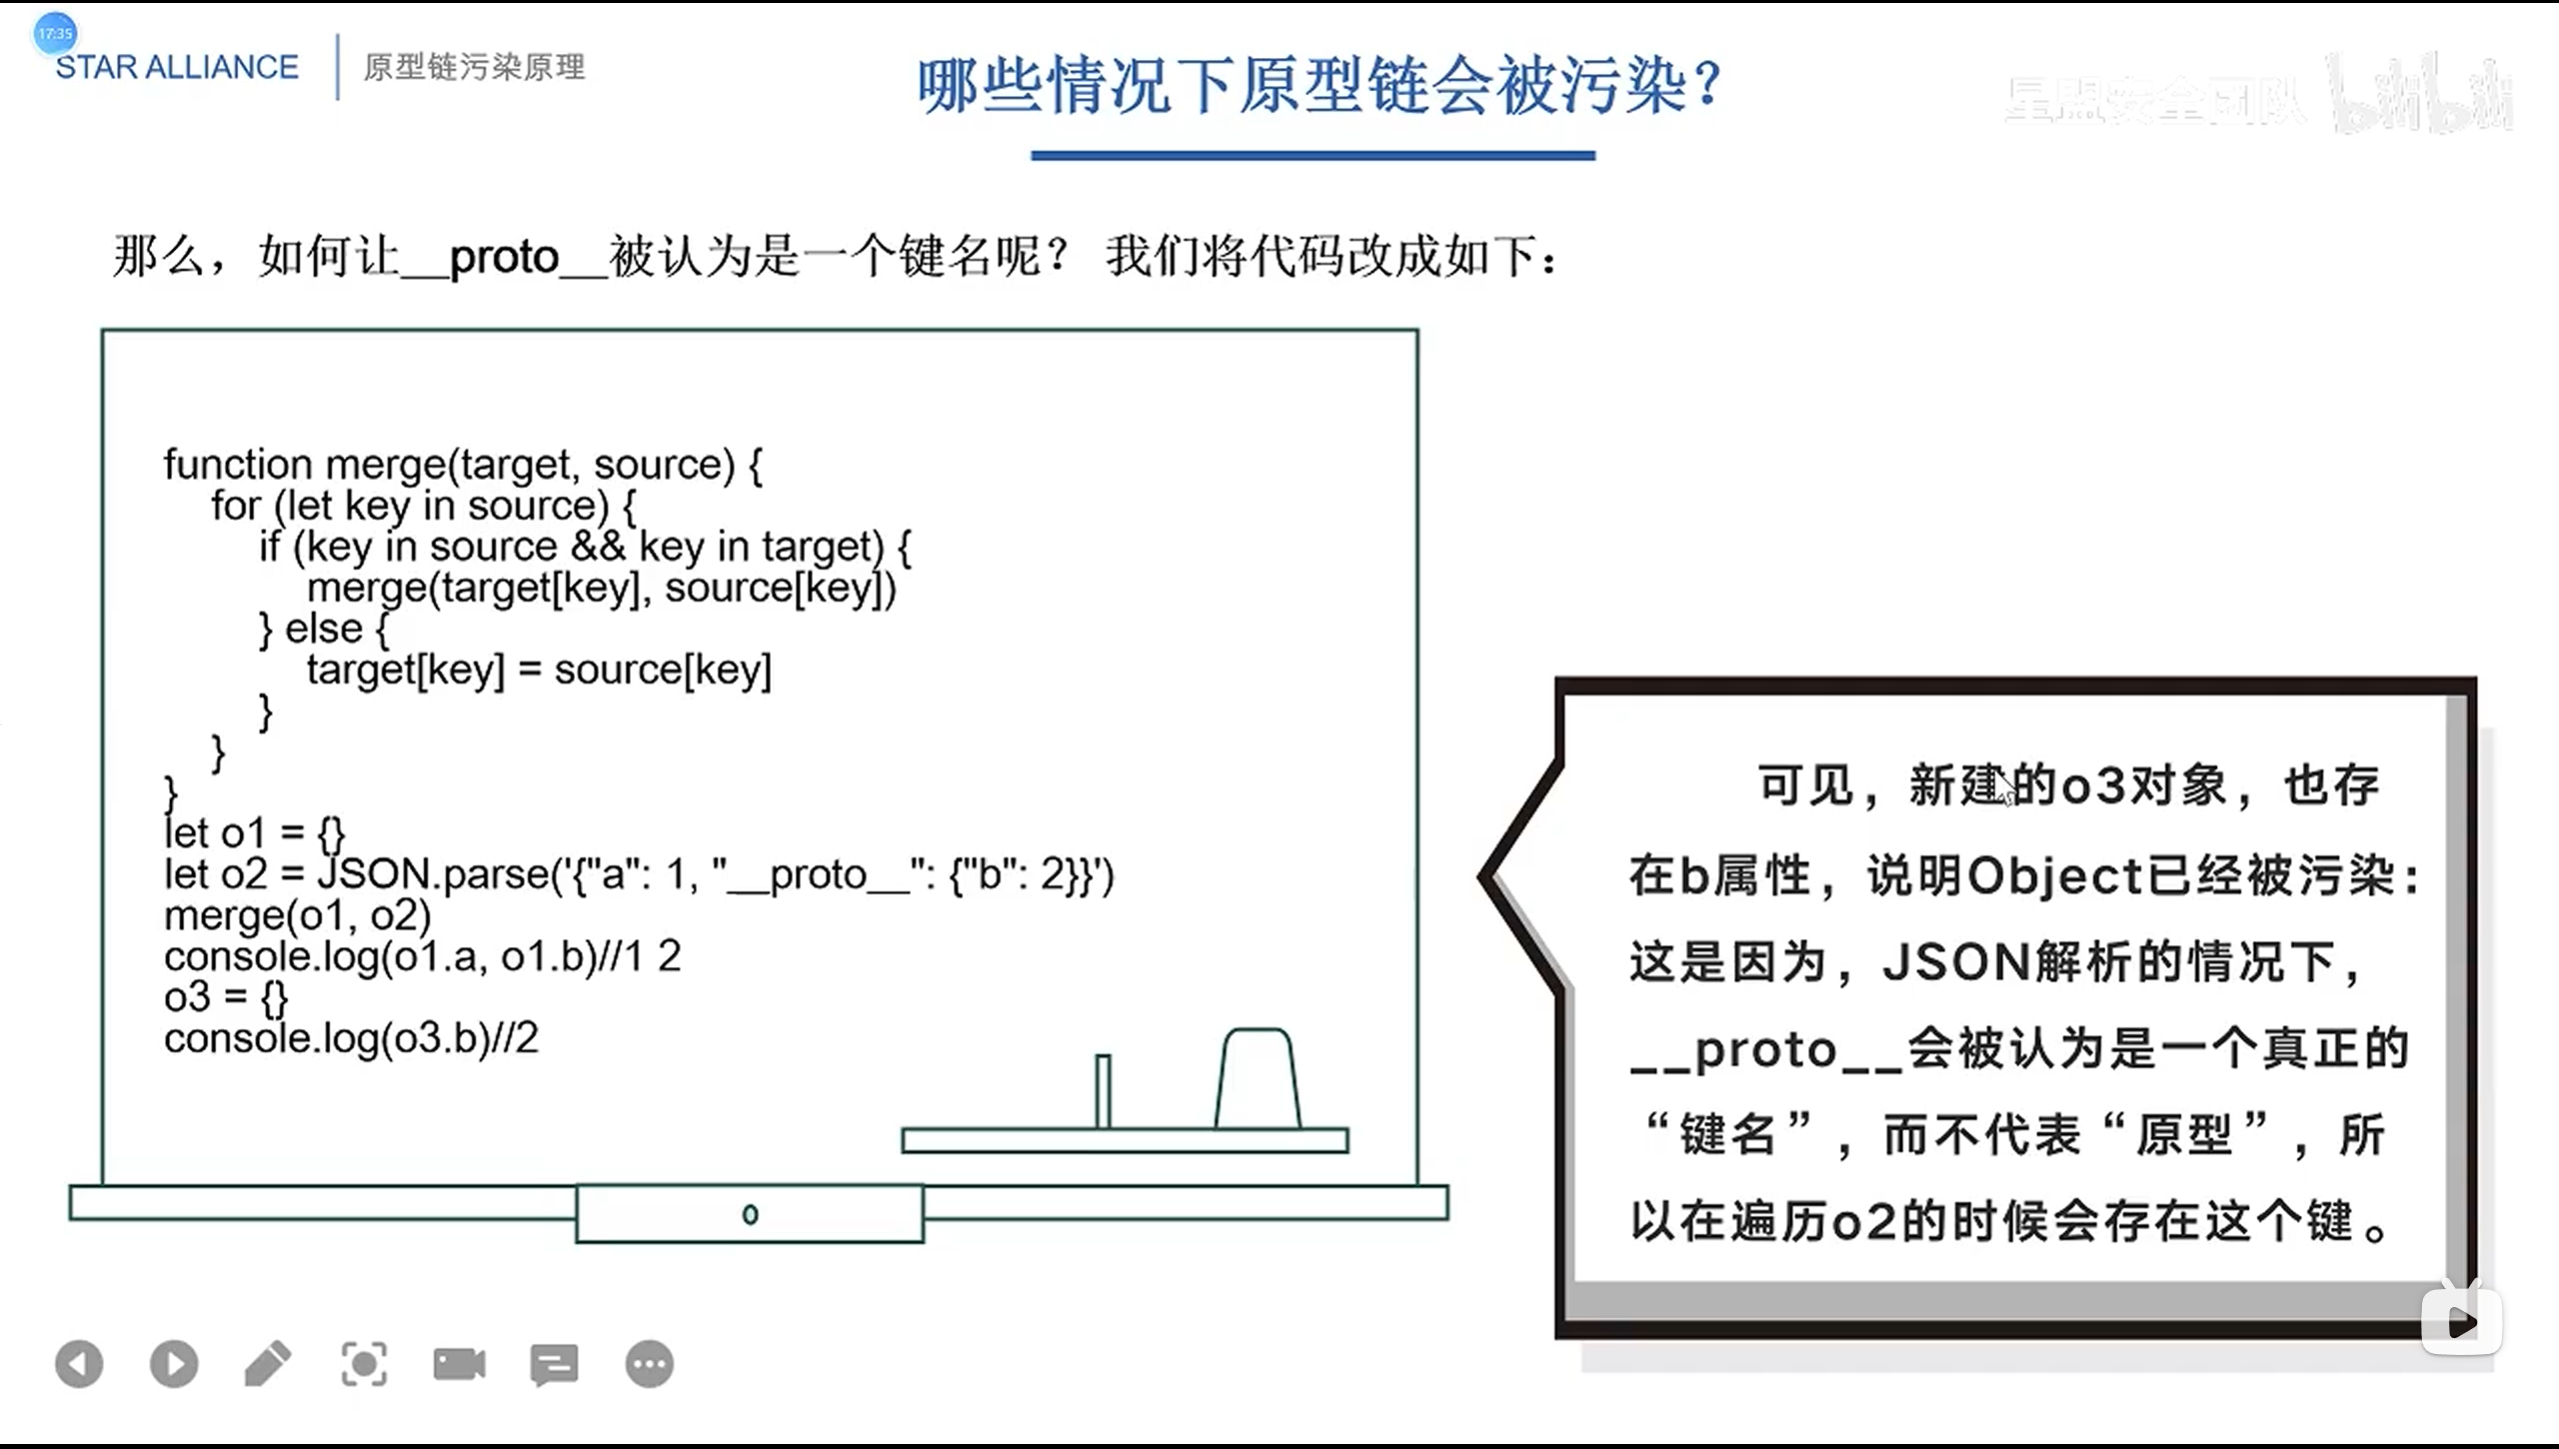 17:35
STAR ALLIANCE
原型链污染原理
哪些情况下原型链会被污染?
星盟安全团队 bilibili
那么，如何让__proto__被认为是一个键名呢？ 我们将代码改成如下：
function merge(target, source) {
    for (let key in source) {
        if (key in source && key in target) {
            merge(target[key], source[key])
        } else {
            target[key] = source[key]
        }
    }
}
let o1 = {}
let o2 = JSON.parse('{"a": 1, "__proto__": {"b": 2}}')
merge(o1, o2)
console.log(o1.a, o1.b)//1 2
o3 = {}
console.log(o3.b)//2
可见，新建的o3对象，也存
在b属性，说明Object已经被污染：
这是因为，JSON解析的情况下，
__proto__会被认为是一个真正的
“键名”，而不代表“原型”，所
以在遍历o2的时候会存在这个键。